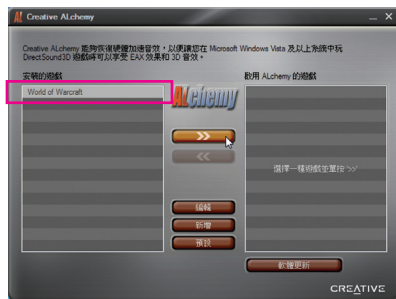 Creative ALchemy
Creative ALchemy 能夠恢復硬體加速音效，以便讓您在 Microsoft Windows Vista 及以上系統中玩
DirectSound3D 遊戲時可以享受 EAX 效果和 3D 音效。
安裝的遊戲
啟用 ALchemy 的遊戲
World of Warcraft
ALchemy
>>
<<
選擇一樣遊戲並單按 >>
編輯
新增
預設
軟體更新
CREATIVE